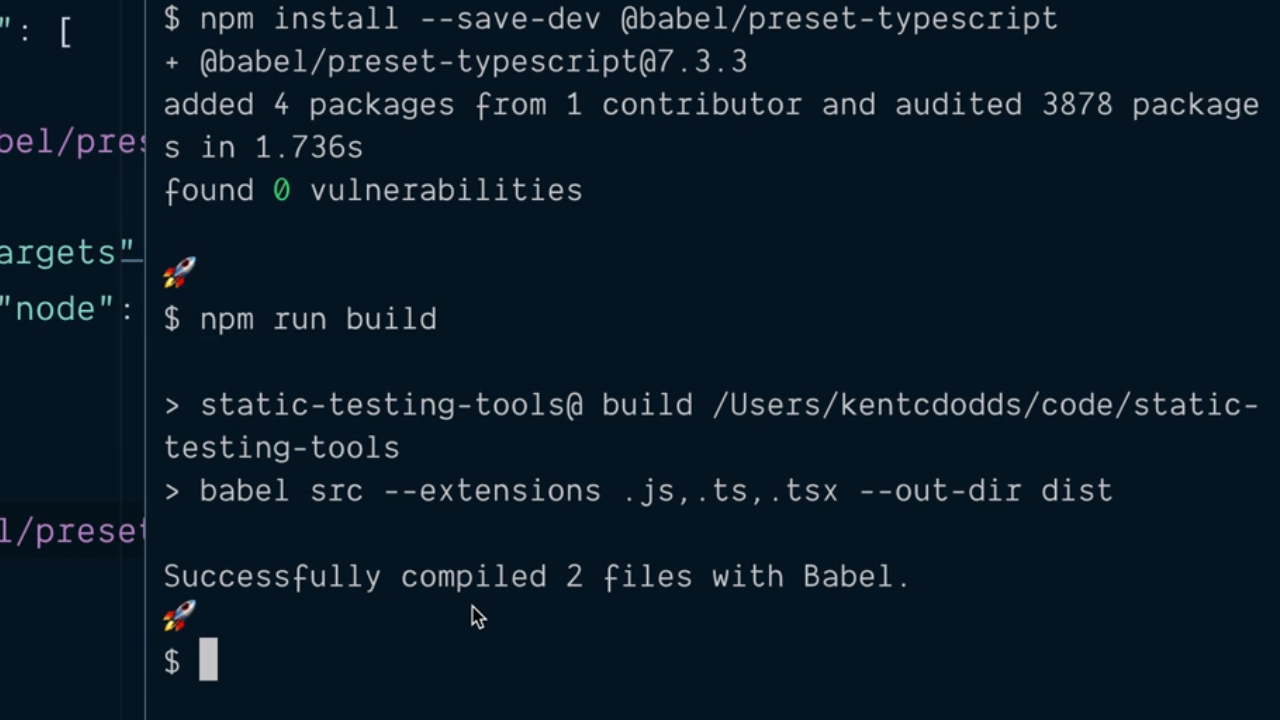 ": [
bel/pres
argets"
"node":
l/preset
$ npm install --save-dev @babel/preset-typescript
+ @babel/preset-typescript@7.3.3
added 4 packages from 1 contributor and audited 3878 package
s in 1.736s
found 0 vulnerabilities
$ npm run build
> static-testing-tools@ build /Users/kentcdodds/code/static-
testing-tools
> babel src --extensions .js,.ts,.tsx --out-dir dist
Successfully compiled 2 files with Babel.
$